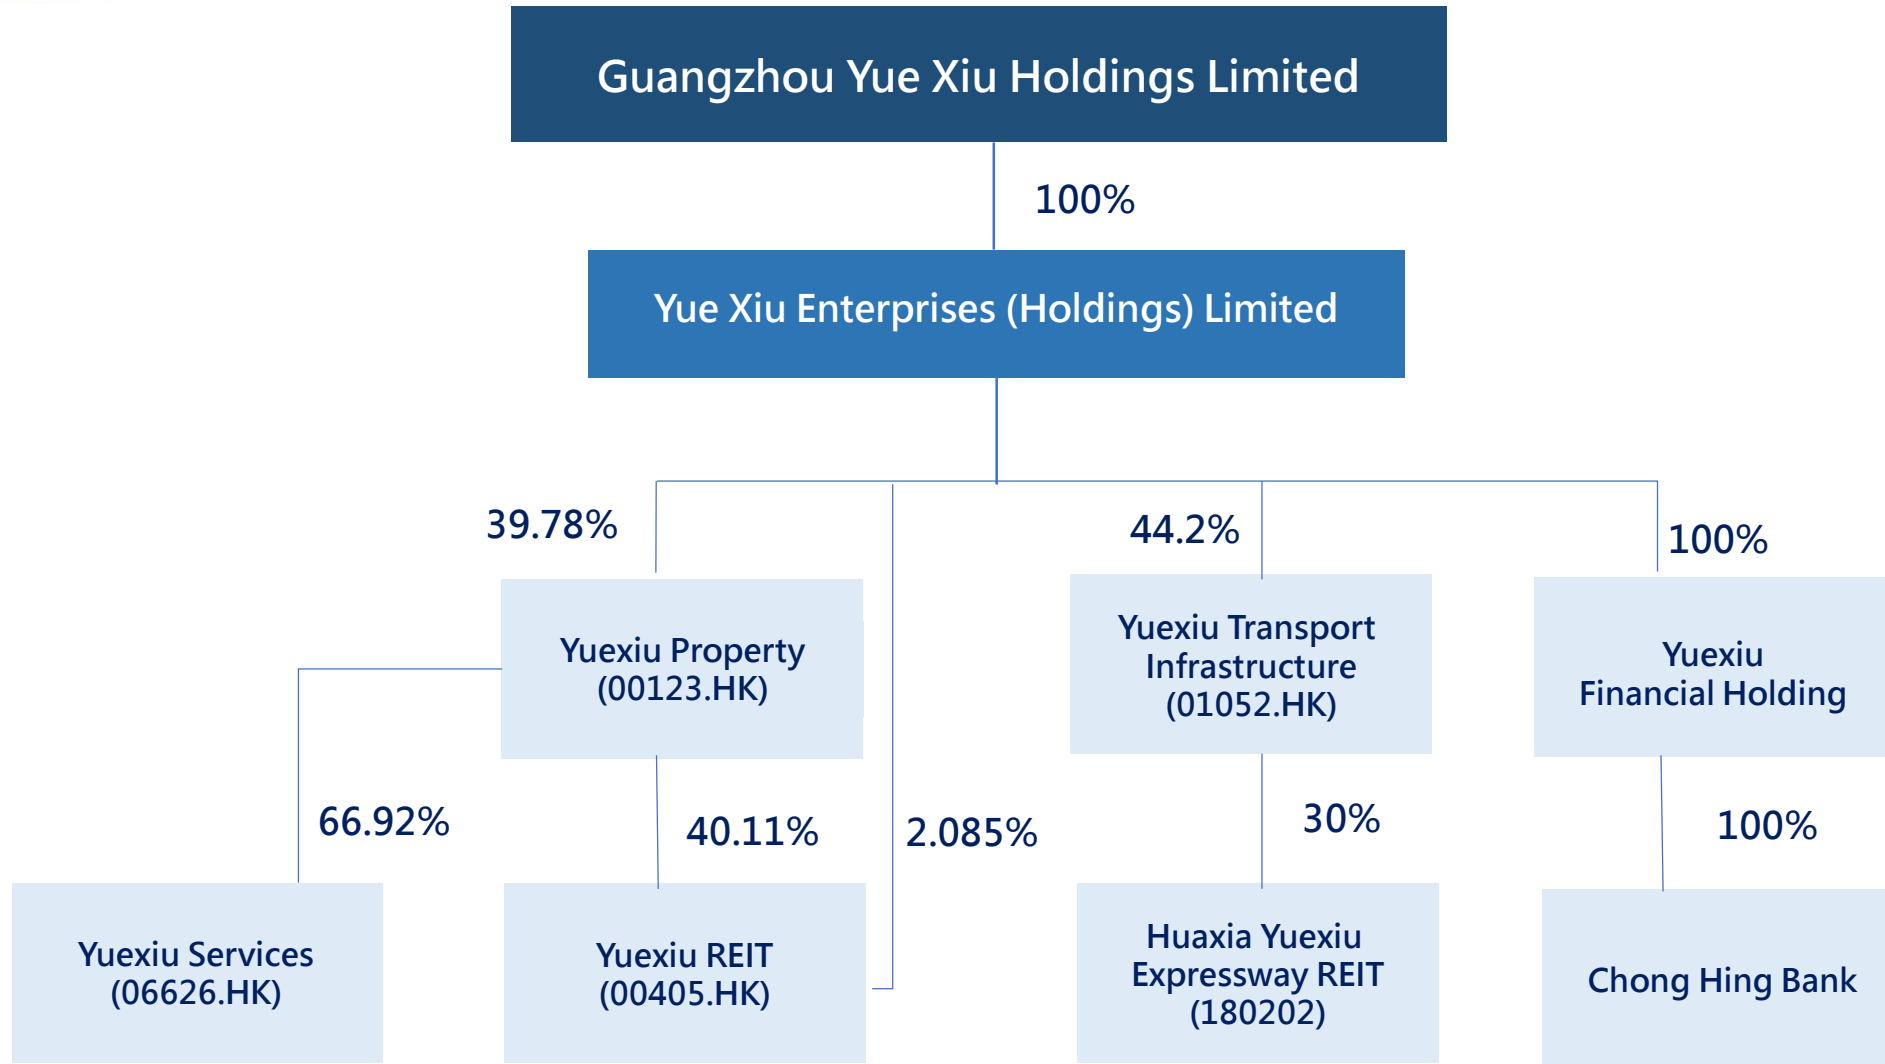 Guangzhou Yue Xiu Holdings Limited
100%
Yue Xiu Enterprises (Holdings) Limited
39.78%
44.2%
100%
Yuexiu Property
(00123.HK)
Yuexiu Transport
Infrastructure
(01052.HK)
Yuexiu
Financial Holding
66.92%
40.11%
2.085%
30%
100%
Yuexiu Services
(06626.HK)
Yuexiu REIT
(00405.HK)
Huaxia Yuexiu
Expressway REIT
(180202)
Chong Hing Bank